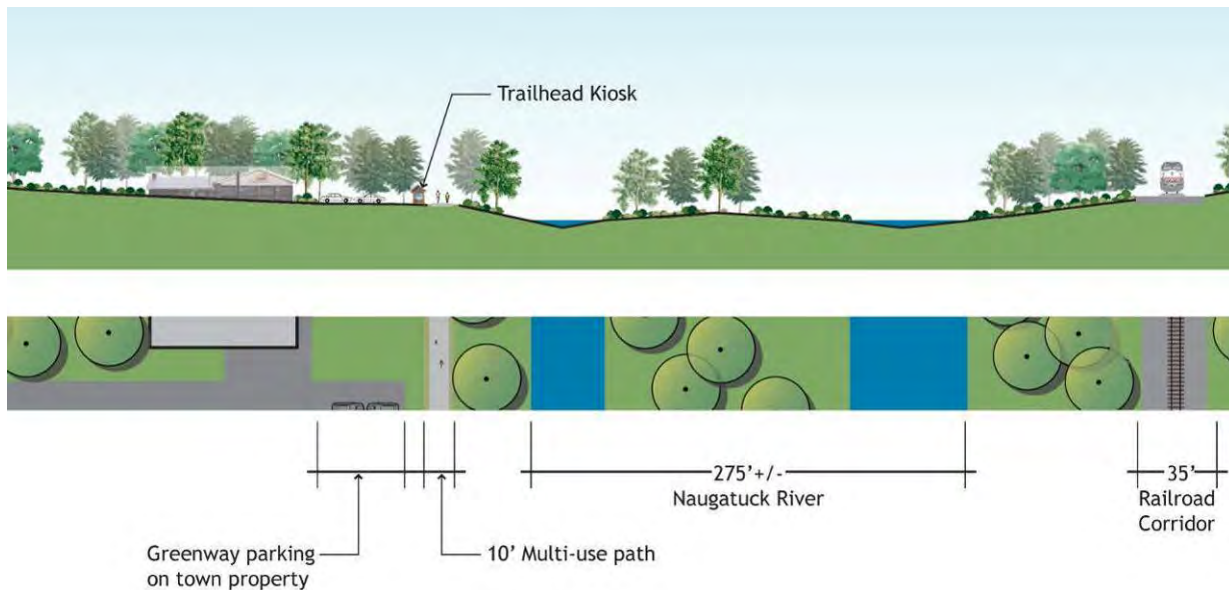 Trailhead Kiosk
275'+/-
Naugatuck River
35'
Railroad
Corridor
Greenway parking
on town property
10' Multi-use path